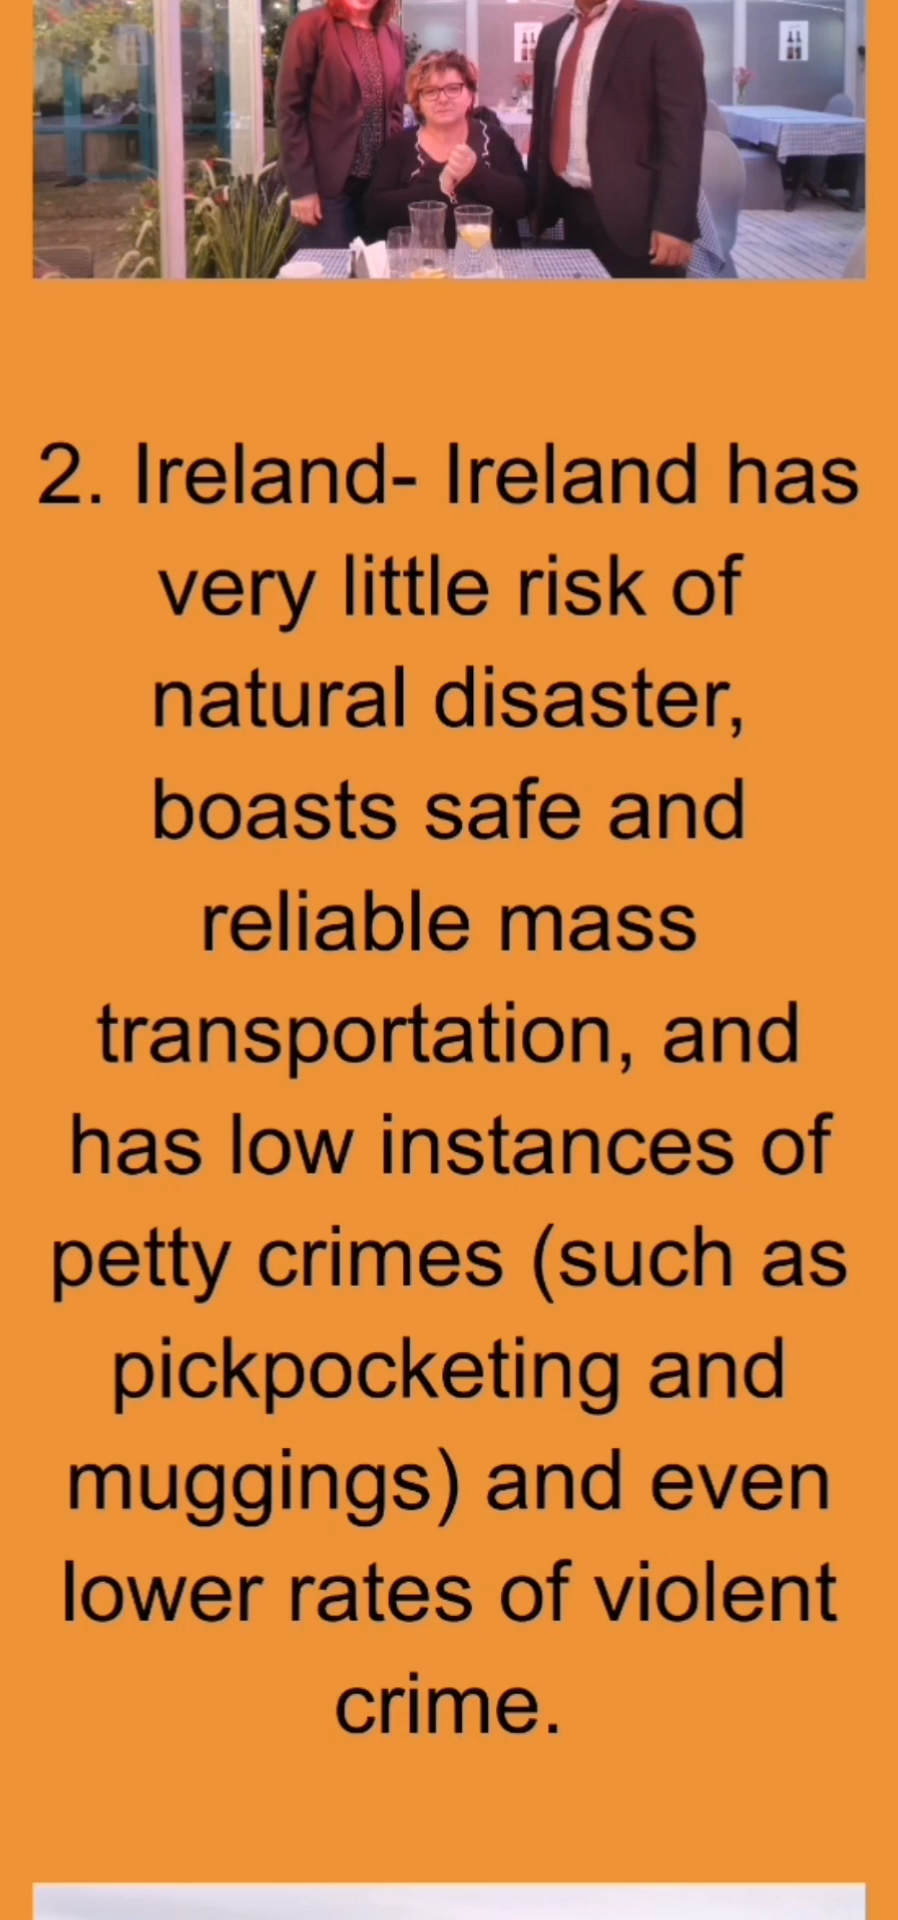 2. Ireland- Ireland has
very little risk of
natural disaster,
boasts safe and
reliable mass
transportation, and
has low instances of
petty crimes (such as
pickpocketing and
muggings) and even
lower rates of violent
crime.